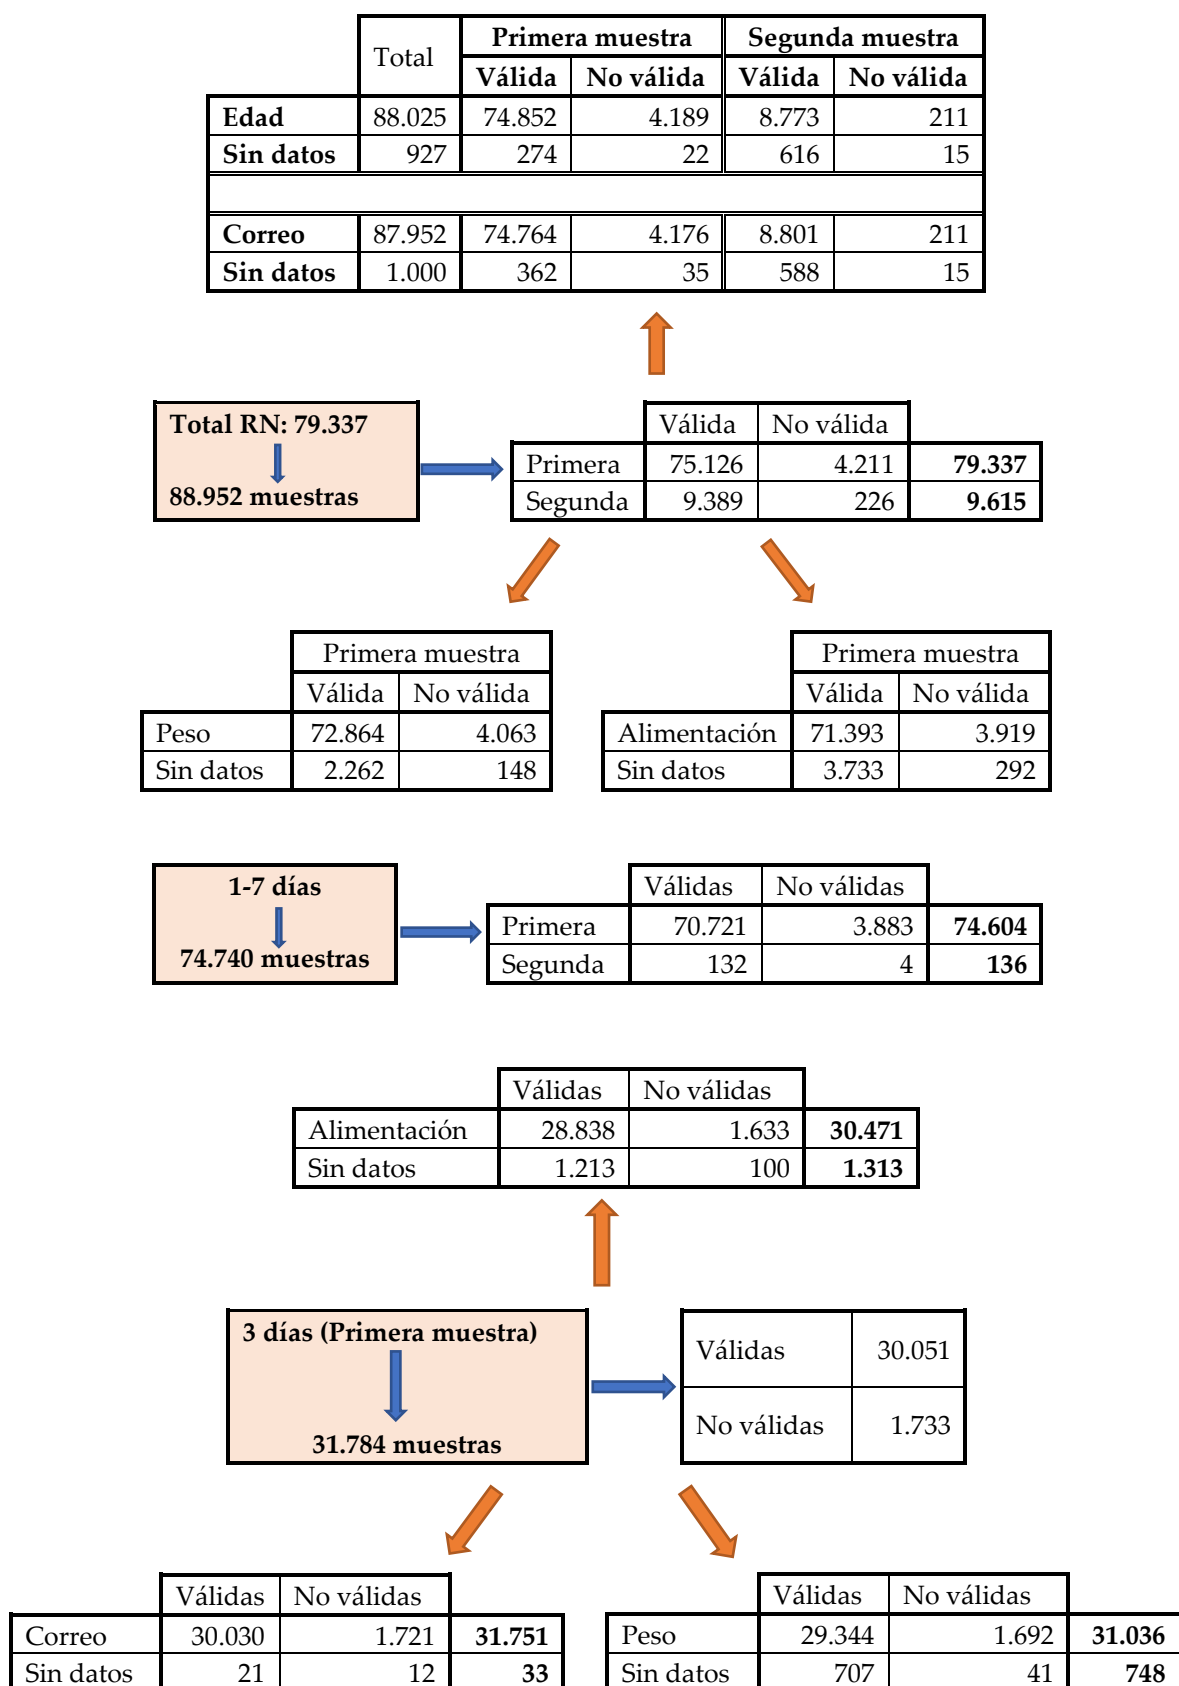 Total Primera muestra Segunda muestra
Válida No válida Válida No válida
Edad 88.025 74.852 4.189 8.773 211
Sin datos 927 274 22 616 15
Correo 87.952 74.764 4.176 8.801 211
Sin datos 1.000 362 35 588 15
Total RN: 79.337
88.952 muestras
Válida No válida
Primera 75.126 4.211 79.337
Segunda 9.389 226 9.615
Primera muestra
Válida No válida
Peso 72.864 4.063
Sin datos 2.262 148
Primera muestra
Válida No válida
Alimentación 71.393 3.919
Sin datos 3.733 292
1-7 días
74.740 muestras
Válidas No válidas
Primera 70.721 3.883 74.604
Segunda 132 4 136
Válidas No válidas
Alimentación 28.838 1.633 30.471
Sin datos 1.213 100 1.313
3 días (Primera muestra)
31.784 muestras
Válidas 30.051
No válidas 1.733
Válidas No válidas
Correo 30.030 1.721 31.751
Sin datos 21 12 33
Válidas No válidas
Peso 29.344 1.692 31.036
Sin datos 707 41 748